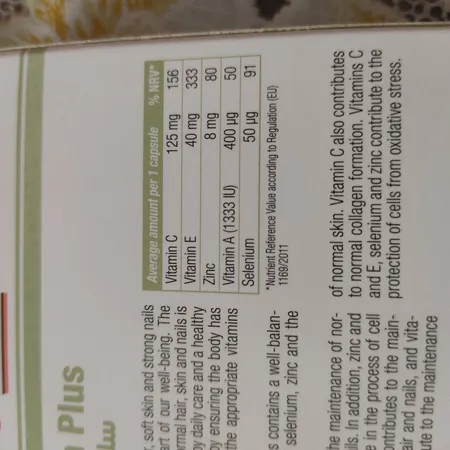 n Plus
, soft skin and strong nails
art of our well-being. The
ormal hair, skin and nails is
by daily care and a healthy
by ensuring the body has
the appropriate vitamins
s contains a well-balan-
selenium, zinc and the
the maintenance of nor-
ils. In addition, zinc and
e in the process of cell
ontributes to the main-
air and nails, and vita-
ute to the maintenance
Average amount per 1 capsule % NRV*
Vitamin C 125 mg 156
Vitamin E 40 mg 333
Zinc 8 mg 80
Vitamin A (1333 IU) 400 µg 50
Selenium 50 µg 91
*Nutrient Reference Value according to Regulation (EU)
1169/2011
of normal skin. Vitamin C also contributes
to normal collagen formation. Vitamins C
and E, selenium and zinc contribute to the
protection of cells from oxidative stress.